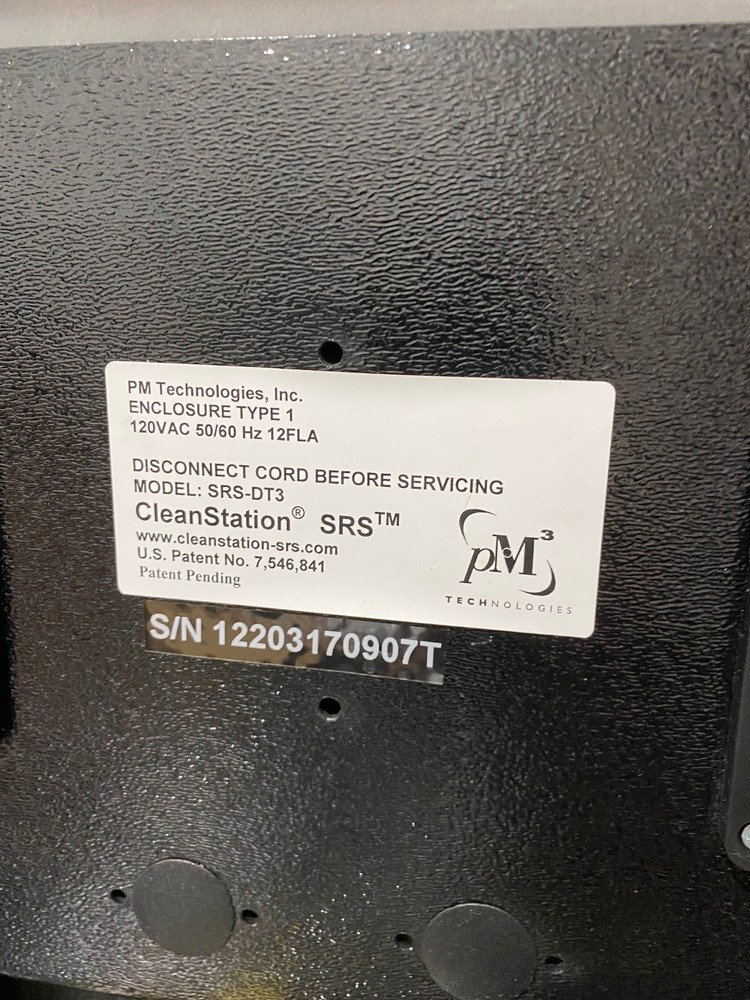 PM Technologies, Inc.
ENCLOSURE TYPE 1
120VAC 50/60 Hz 12FLA
DISCONNECT CORD BEFORE SERVICING
MODEL: SRS-DT3
CleanStation® SRS™
www.cleanstation-srs.com
U.S. Patent No. 7,546,841
Patent Pending
pM³
TECHNOLOGIES
S/N 12203170907T